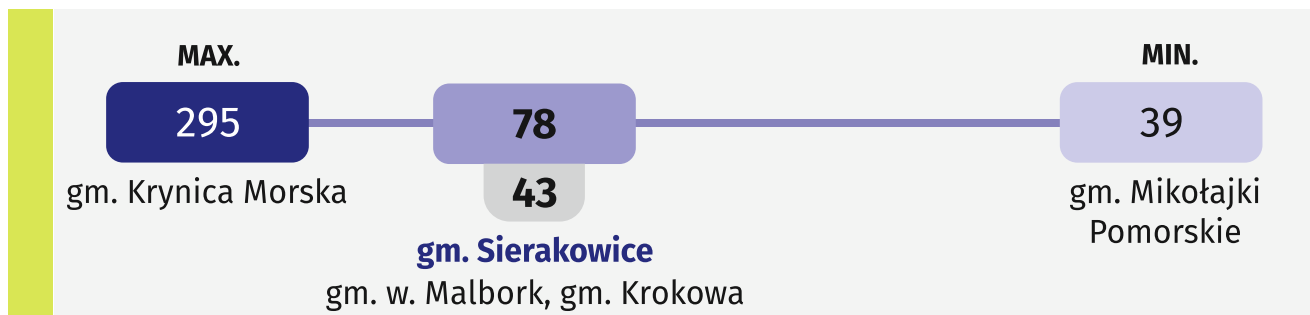 MAX.
MIN.
295
78
39
43
gm. Krynica Morska
gm. Mikołajki
Pomorskie
gm. Sierakowice
gm. w. Malbork, gm. Krokowa